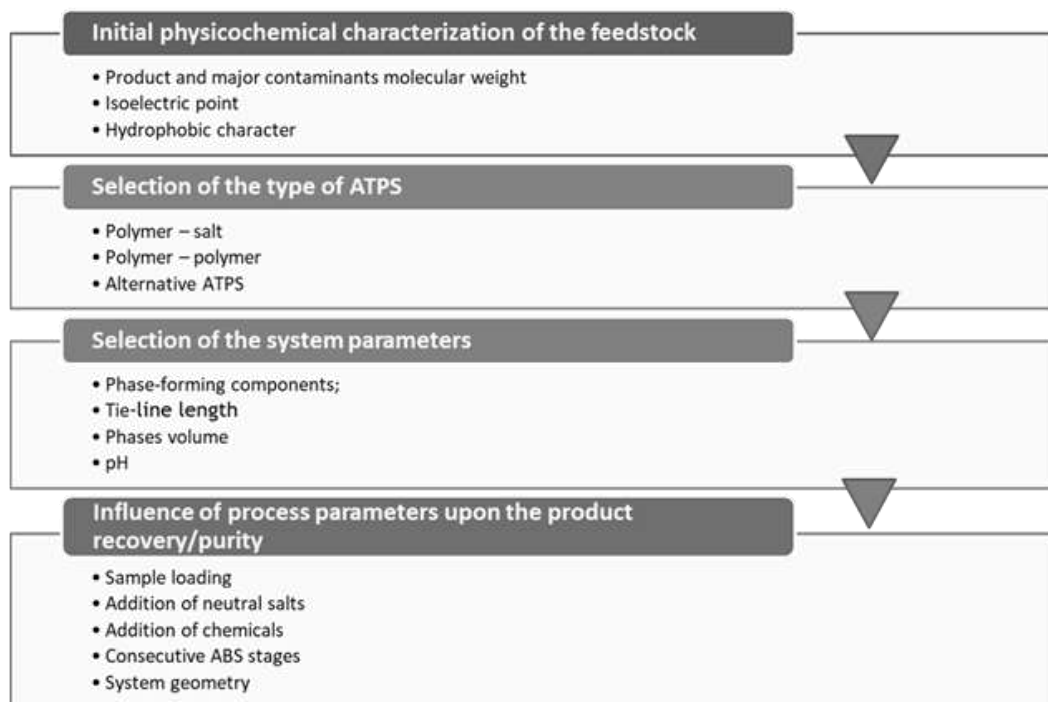 Initial physicochemical characterization of the feedstock
• Product and major contaminants molecular weight
• Isoelectric point
• Hydrophobic character
Selection of the type of ATPS
• Polymer – salt
• Polymer – polymer
• Alternative ATPS
Selection of the system parameters
• Phase-forming components;
• Tie-line length
• Phases volume
• pH
Influence of process parameters upon the product
recovery/purity
• Sample loading
• Addition of neutral salts
• Addition of chemicals
• Consecutive ABS stages
• System geometry